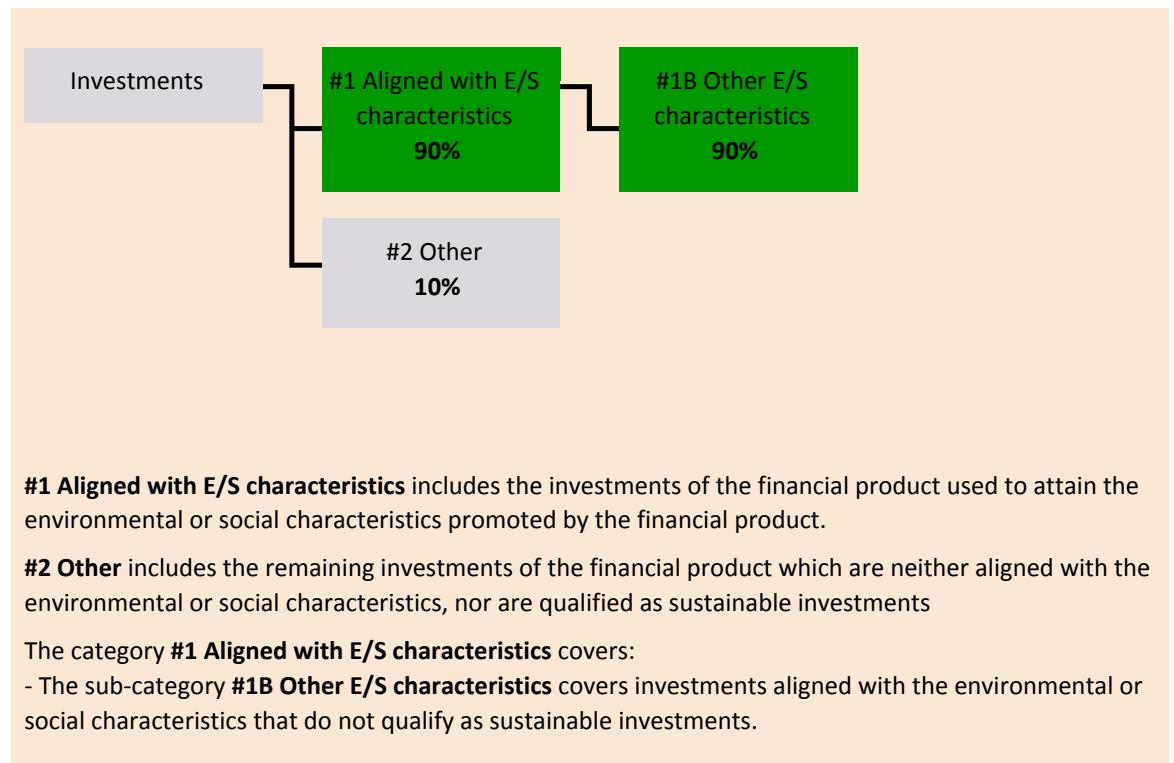 Investments
#1 Aligned with E/S
characteristics
90%
#1B Other E/S
characteristics
90%
#2 Other
10%
#1 Aligned with E/S characteristics includes the investments of the financial product used to attain the
environmental or social characteristics promoted by the financial product.
#2 Other includes the remaining investments of the financial product which are neither aligned with the
environmental or social characteristics, nor are qualified as sustainable investments
The category #1 Aligned with E/S characteristics covers:
- The sub-category #1B Other E/S characteristics covers investments aligned with the environmental or
social characteristics that do not qualify as sustainable investments.